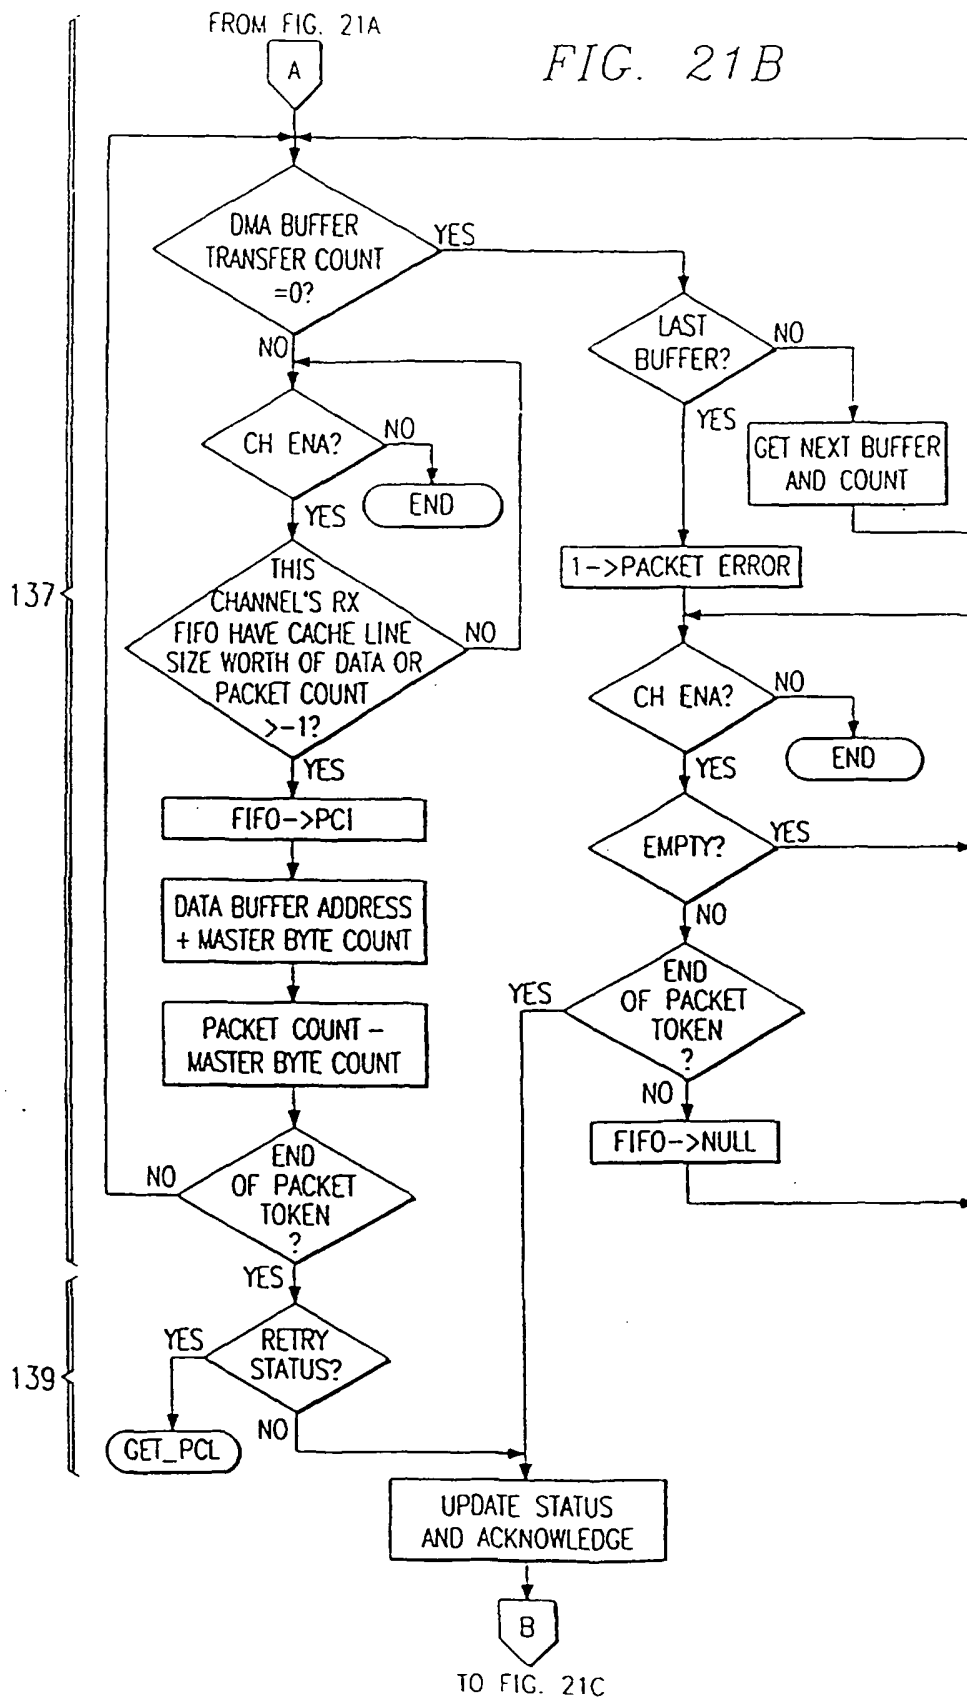 FROM FIG. 21A
A
FIG. 21B
DMA BUFFER
TRANSFER COUNT
=0?
YES
NO
LAST
BUFFER?
NO
YES
GET NEXT BUFFER
AND COUNT
CH ENA?
NO
END
YES
1->PACKET ERROR
THIS
CHANNEL'S RX
FIFO HAVE CACHE LINE
SIZE WORTH OF DATA OR
PACKET COUNT
>-1?
NO
YES
137
CH ENA?
NO
END
YES
FIFO->PCI
EMPTY?
YES
NO
DATA BUFFER ADDRESS
+ MASTER BYTE COUNT
PACKET COUNT -
MASTER BYTE COUNT
END
OF PACKET
TOKEN
?
YES
NO
FIFO->NULL
END
OF PACKET
TOKEN
?
NO
YES
RETRY
STATUS?
YES
NO
139
GET_PCL
UPDATE STATUS
AND ACKNOWLEDGE
B
TO FIG. 21C